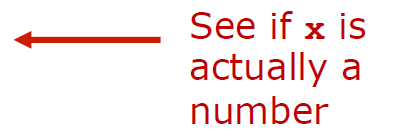 See if x is
actually a
number